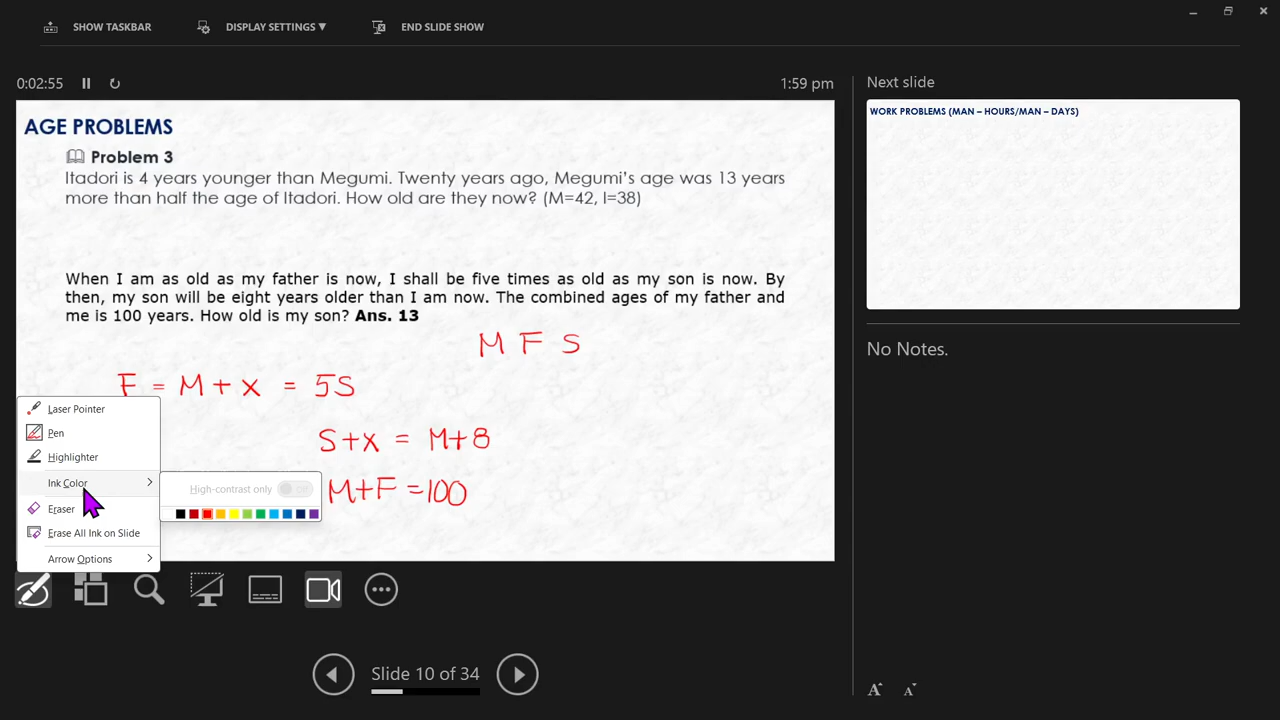 SHOW TASKBAR DISPLAY SETTINGS ▼ END SLIDE SHOW
0:02:55 1:59 pm
AGE PROBLEMS
Problem 3
Itadori is 4 years younger than Megumi. Twenty years ago, Megumi's age was 13 years
more than half the age of Itadori. How old are they now? (M=42, I=38)
When I am as old as my father is now, I shall be five times as old as my son is now. By
then, my son will be eight years older than I am now. The combined ages of my father and
me is 100 years. How old is my son? Ans. 13
M F S
F = M + x = 5S
S+x = M+8
M+F =100
Laser Pointer
Pen
Highlighter
Ink Color
High-contrast only Off
Eraser
Erase All Ink on Slide
Arrow Options
Slide 10 of 34
Next slide
WORK PROBLEMS (MAN – HOURS/MAN – DAYS)
No Notes.
A A